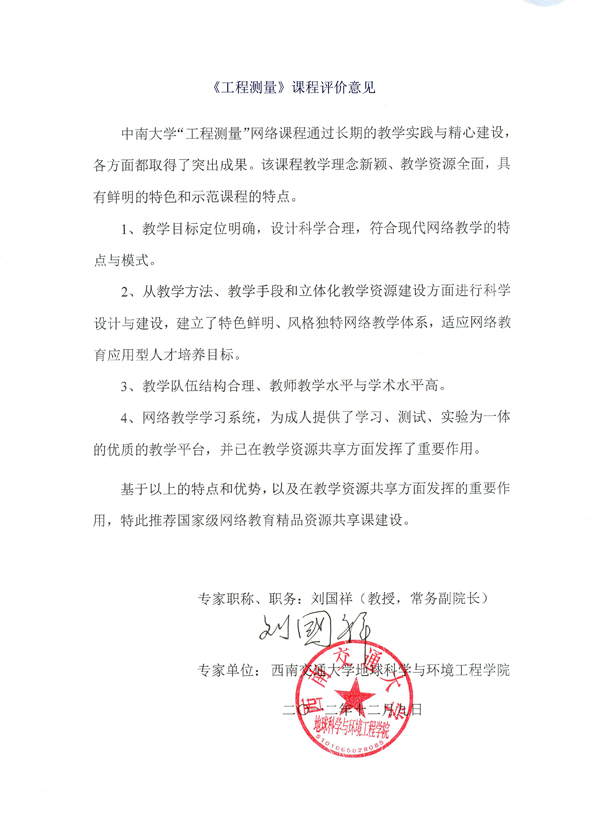 《工程测量》课程评价意见
中南大学“工程测量”网络课程通过长期的教学实践与精心建设，
各方面都取得了突出成果。该课程教学理念新颖、教学资源全面，具
有鲜明的特色和示范课程的特点。
1、教学目标定位明确，设计科学合理，符合现代网络教学的特
点与模式。
2、从教学方法、教学手段和立体化教学资源建设方面进行科学
设计与建设，建立了特色鲜明、风格独特网络教学体系，适应网络教
育应用型人才培养目标。
3、教学队伍结构合理、教师教学水平与学术水平高。
4、网络教学学习系统，为成人提供了学习、测试、实验为一体
的优质的教学平台，并已在教学资源共享方面发挥了重要作用。
基于以上的特点和优势，以及在教学资源共享方面发挥的重要作
用，特此推荐国家级网络教育精品资源共享课建设。
专家职称、职务：刘国祥（教授，常务副院长）
刘國祥
专家单位：西南交通大学地球科学与环境工程学院
二〇一二年十二月九日
西南交通大学
地球科学与环境工程学院
5101065028085